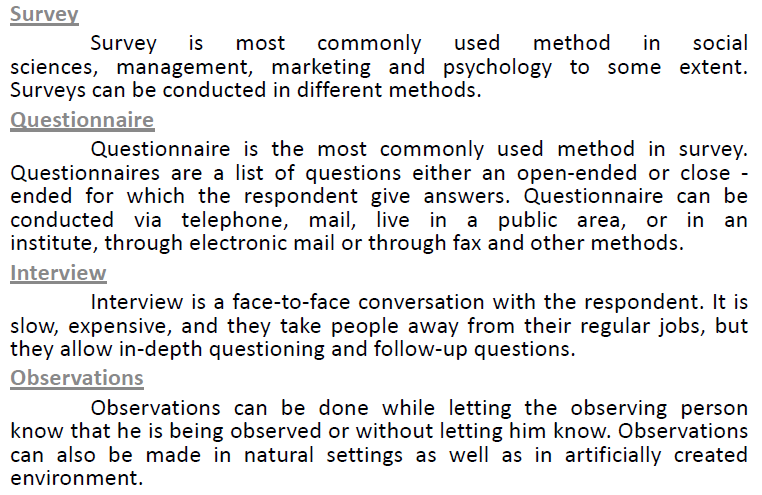 Survey
Survey is most commonly used method in social
sciences, management, marketing and psychology to some extent.
Surveys can be conducted in different methods.
Questionnaire
Questionnaire is the most commonly used method in survey.
Questionnaires are a list of questions either an open-ended or close -
ended for which the respondent give answers. Questionnaire can be
conducted via telephone, mail, live in a public area, or in an
institute, through electronic mail or through fax and other methods.
Interview
Interview is a face-to-face conversation with the respondent. It is
slow, expensive, and they take people away from their regular jobs, but
they allow in-depth questioning and follow-up questions.
Observations
Observations can be done while letting the observing person
know that he is being observed or without letting him know. Observations
can also be made in natural settings as well as in artificially created
environment.